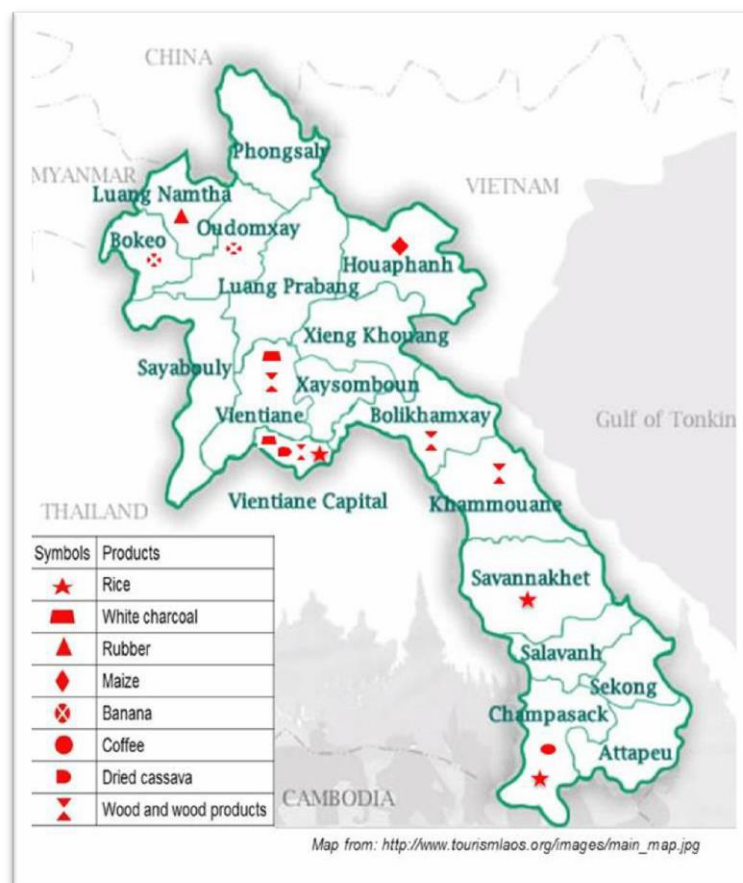 CHINA
Phongsaly
MYANMAR
VIETNAM
Luang Namtha
Oudomxay
Bokeo
Houaphanh
Luang Prabang
Xieng Khouang
Sayabouly
Xaysomboun
Vientiane
Bolikhamxay
Gulf of Tonkin
Vientiane Capital
Khammouane
THAILAND
Savannakhet
Salavanh
Sekong
Champasack
Attapeu
CAMBODIA
Symbols Products
Rice
White charcoal
Rubber
Maize
Banana
Coffee
Dried cassava
Wood and wood products
Map from: http://www.tourismlaos.org/images/main_map.jpg